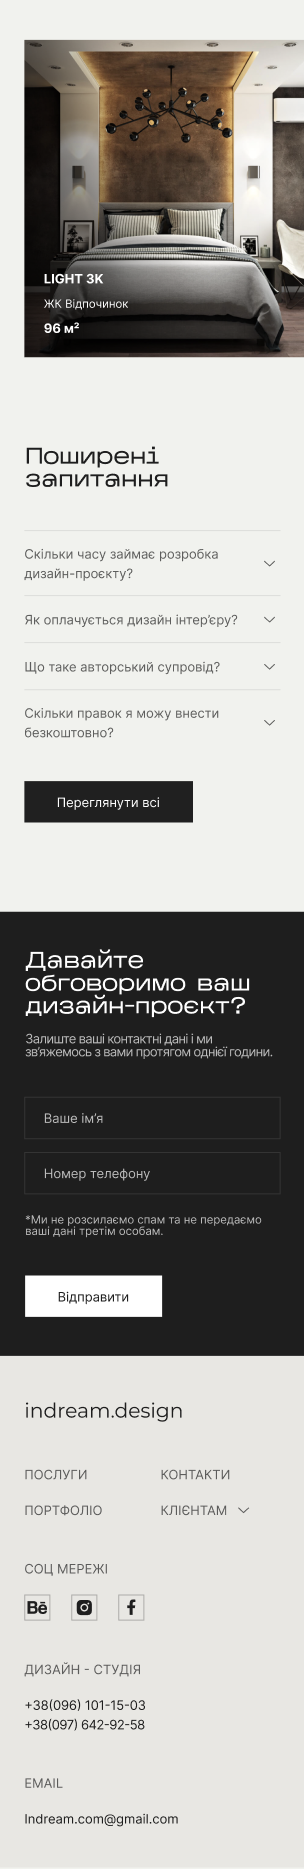 LIGHT 3К
ЖК Відпочинок
96 м²
Поширені
запитання
Скільки часу займає розробка
дизайн-проєкту?
Як оплачується дизайн інтер’єру?
Що таке авторський супровід?
Скільки правок я можу внести
безкоштовно?
Переглянути всі
Давайте
обговоримо ваш
дизайн-проєкт?
Залиште ваші контактні дані і ми
зв’яжемось з вами протягом однієї години.
Ваше ім’я
Номер телефону
*Ми не розсилаємо спам та не передаємо
ваші дані третім особам.
Відправити
indream.design
ПОСЛУГИ
КОНТАКТИ
ПОРТФОЛІО
КЛІЄНТАМ
СОЦ МЕРЕЖІ
Bē
ДИЗАЙН - СТУДІЯ
+38(096) 101-15-03
+38(097) 642-92-58
EMAIL
Indream.com@gmail.com